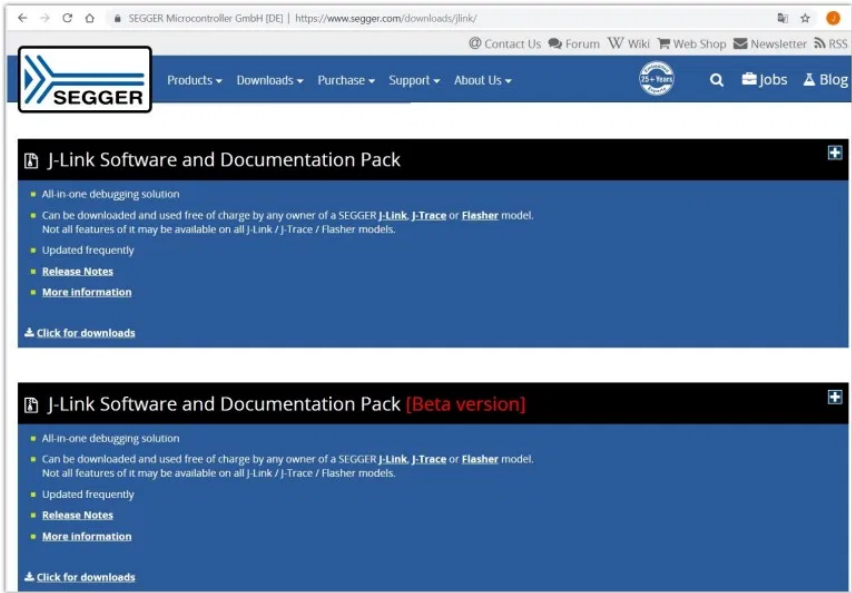 SEGGER Microcontroller GmbH [DE] | https://www.segger.com/downloads/jlink/
J
@ Contact Us Forum W Wiki Web Shop Newsletter RSS
SEGGER
Products Downloads Purchase Support About Us
25+ Years
Jobs Blog
J-Link Software and Documentation Pack
All-in-one debugging solution
Can be downloaded and used free of charge by any owner of a SEGGER J-Link, J-Trace or Flasher model.
Not all features of it may be available on all J-Link / J-Trace / Flasher models.
Updated frequently
Release Notes
More information
Click for downloads
J-Link Software and Documentation Pack [Beta version]
All-in-one debugging solution
Can be downloaded and used free of charge by any owner of a SEGGER J-Link, J-Trace or Flasher model.
Not all features of it may be available on all J-Link / J-Trace / Flasher models.
Updated frequently
Release Notes
More information
Click for downloads